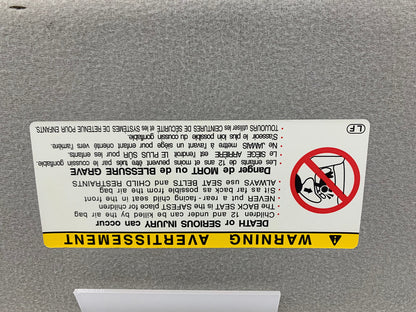 WARNING AVERTISSEMENT
DEATH or SERIOUS INJURY can occur
• Children 12 and under can be killed by the air bag
• The BACK SEAT is the SAFEST place for children
• NEVER put a rear-facing child seat in the front
• Sit as far back as possible from the air bag
• ALWAYS use SEAT BELTS and CHILD RESTRAINTS
Danger de MORT ou de BLESSURE GRAVE
• Les enfants de 12 ans et moins peuvent être tués par le coussin gonflable.
• Le SIÈGE ARRIÈRE est l'endroit LE PLUS SÛR pour les enfants.
• Ne JAMAIS mettre à l'avant un siège pour enfant orienté vers l'arrière.
• S'asseoir le plus loin possible du coussin gonflable.
• TOUJOURS utiliser les CEINTURES DE SÉCURITÉ et les SYSTÈMES DE RETENUE POUR ENFANTS.
LF